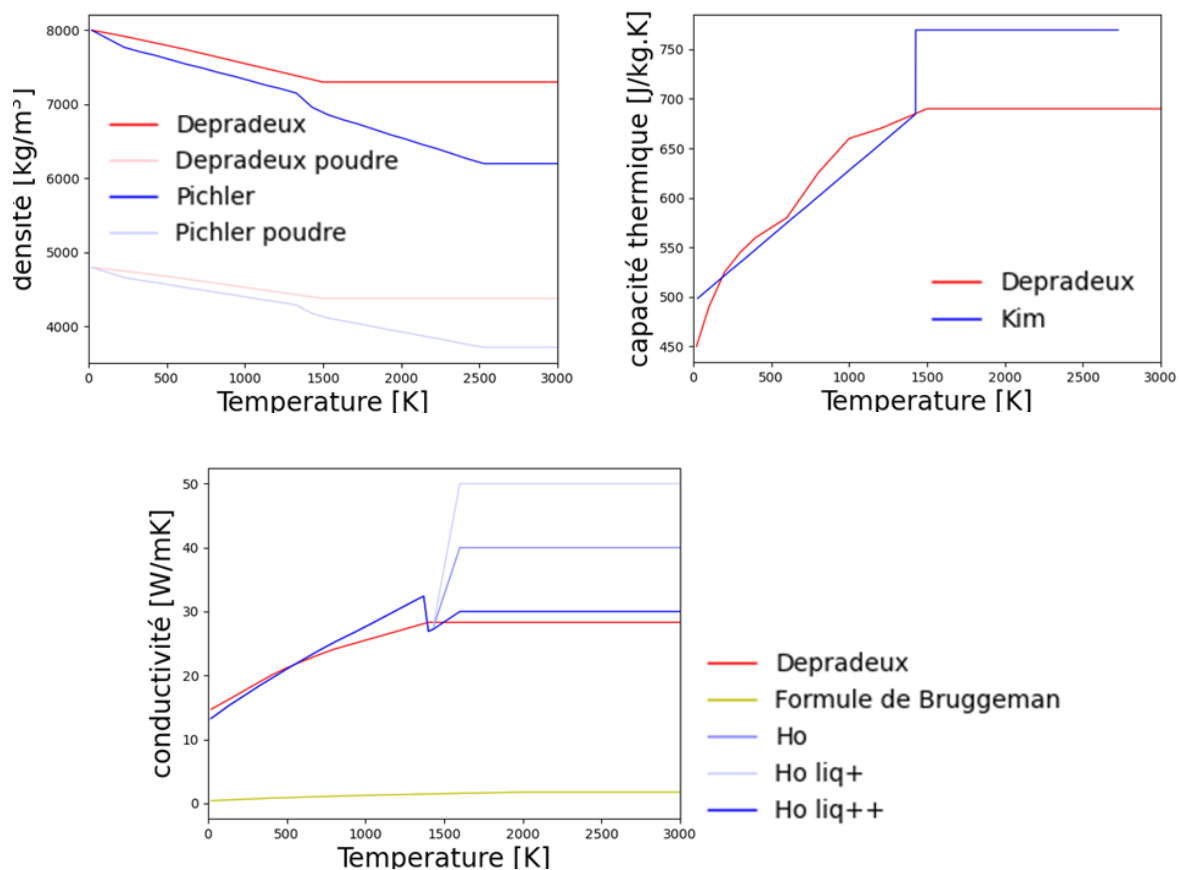 densité [kg/m³]
8000
7000
6000
5000
4000
Depradeux
Depradeux poudre
Pichler
Pichler poudre
0 500 1000 1500 2000 2500 3000
Temperature [K]
capacité thermique [J/kg.K]
750
700
650
600
550
500
450
Depradeux
Kim
0 500 1000 1500 2000 2500 3000
Temperature [K]
conductivité [W/mK]
50
40
30
20
10
0
0 500 1000 1500 2000 2500 3000
Temperature [K]
Depradeux
Formule de Bruggeman
Ho
Ho liq+
Ho liq++